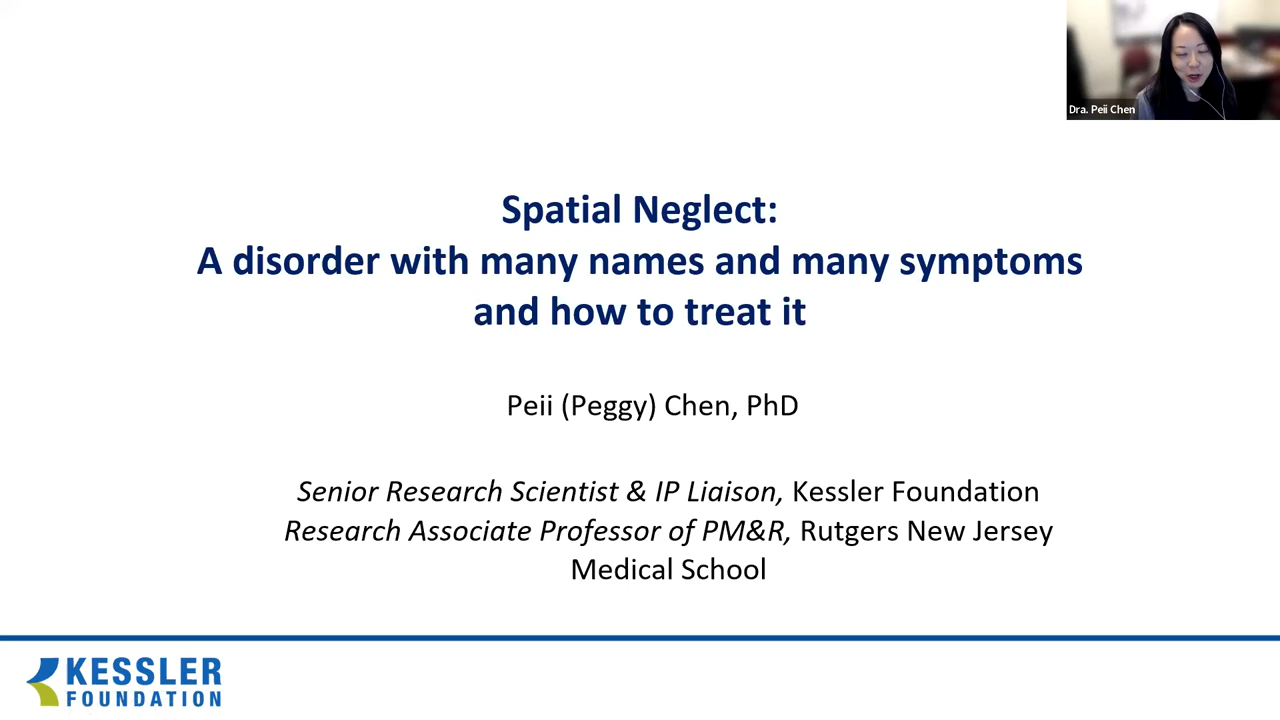 Dra. Peii Chen
Spatial Neglect:
A disorder with many names and many symptoms
and how to treat it
Peii (Peggy) Chen, PhD
Senior Research Scientist & IP Liaison, Kessler Foundation
Research Associate Professor of PM&R, Rutgers New Jersey
Medical School
KESSLER
FOUNDATION